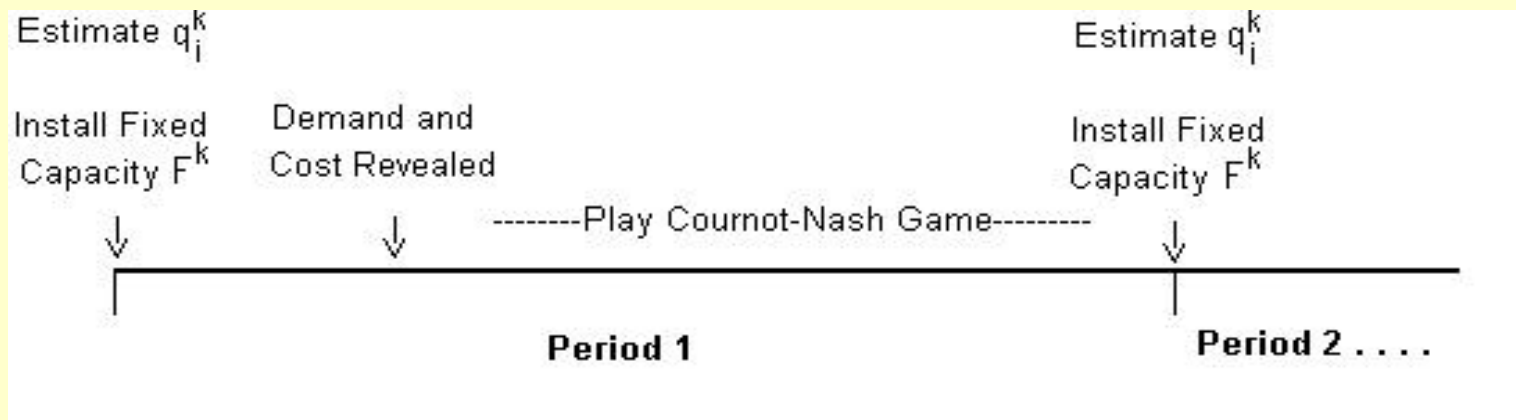 Estimate q_i^k
Install Fixed
Capacity F^k
Demand and
Cost Revealed
--------Play Cournot-Nash Game---------
Estimate q_i^k
Install Fixed
Capacity F^k
Period 1
Period 2 . . . .